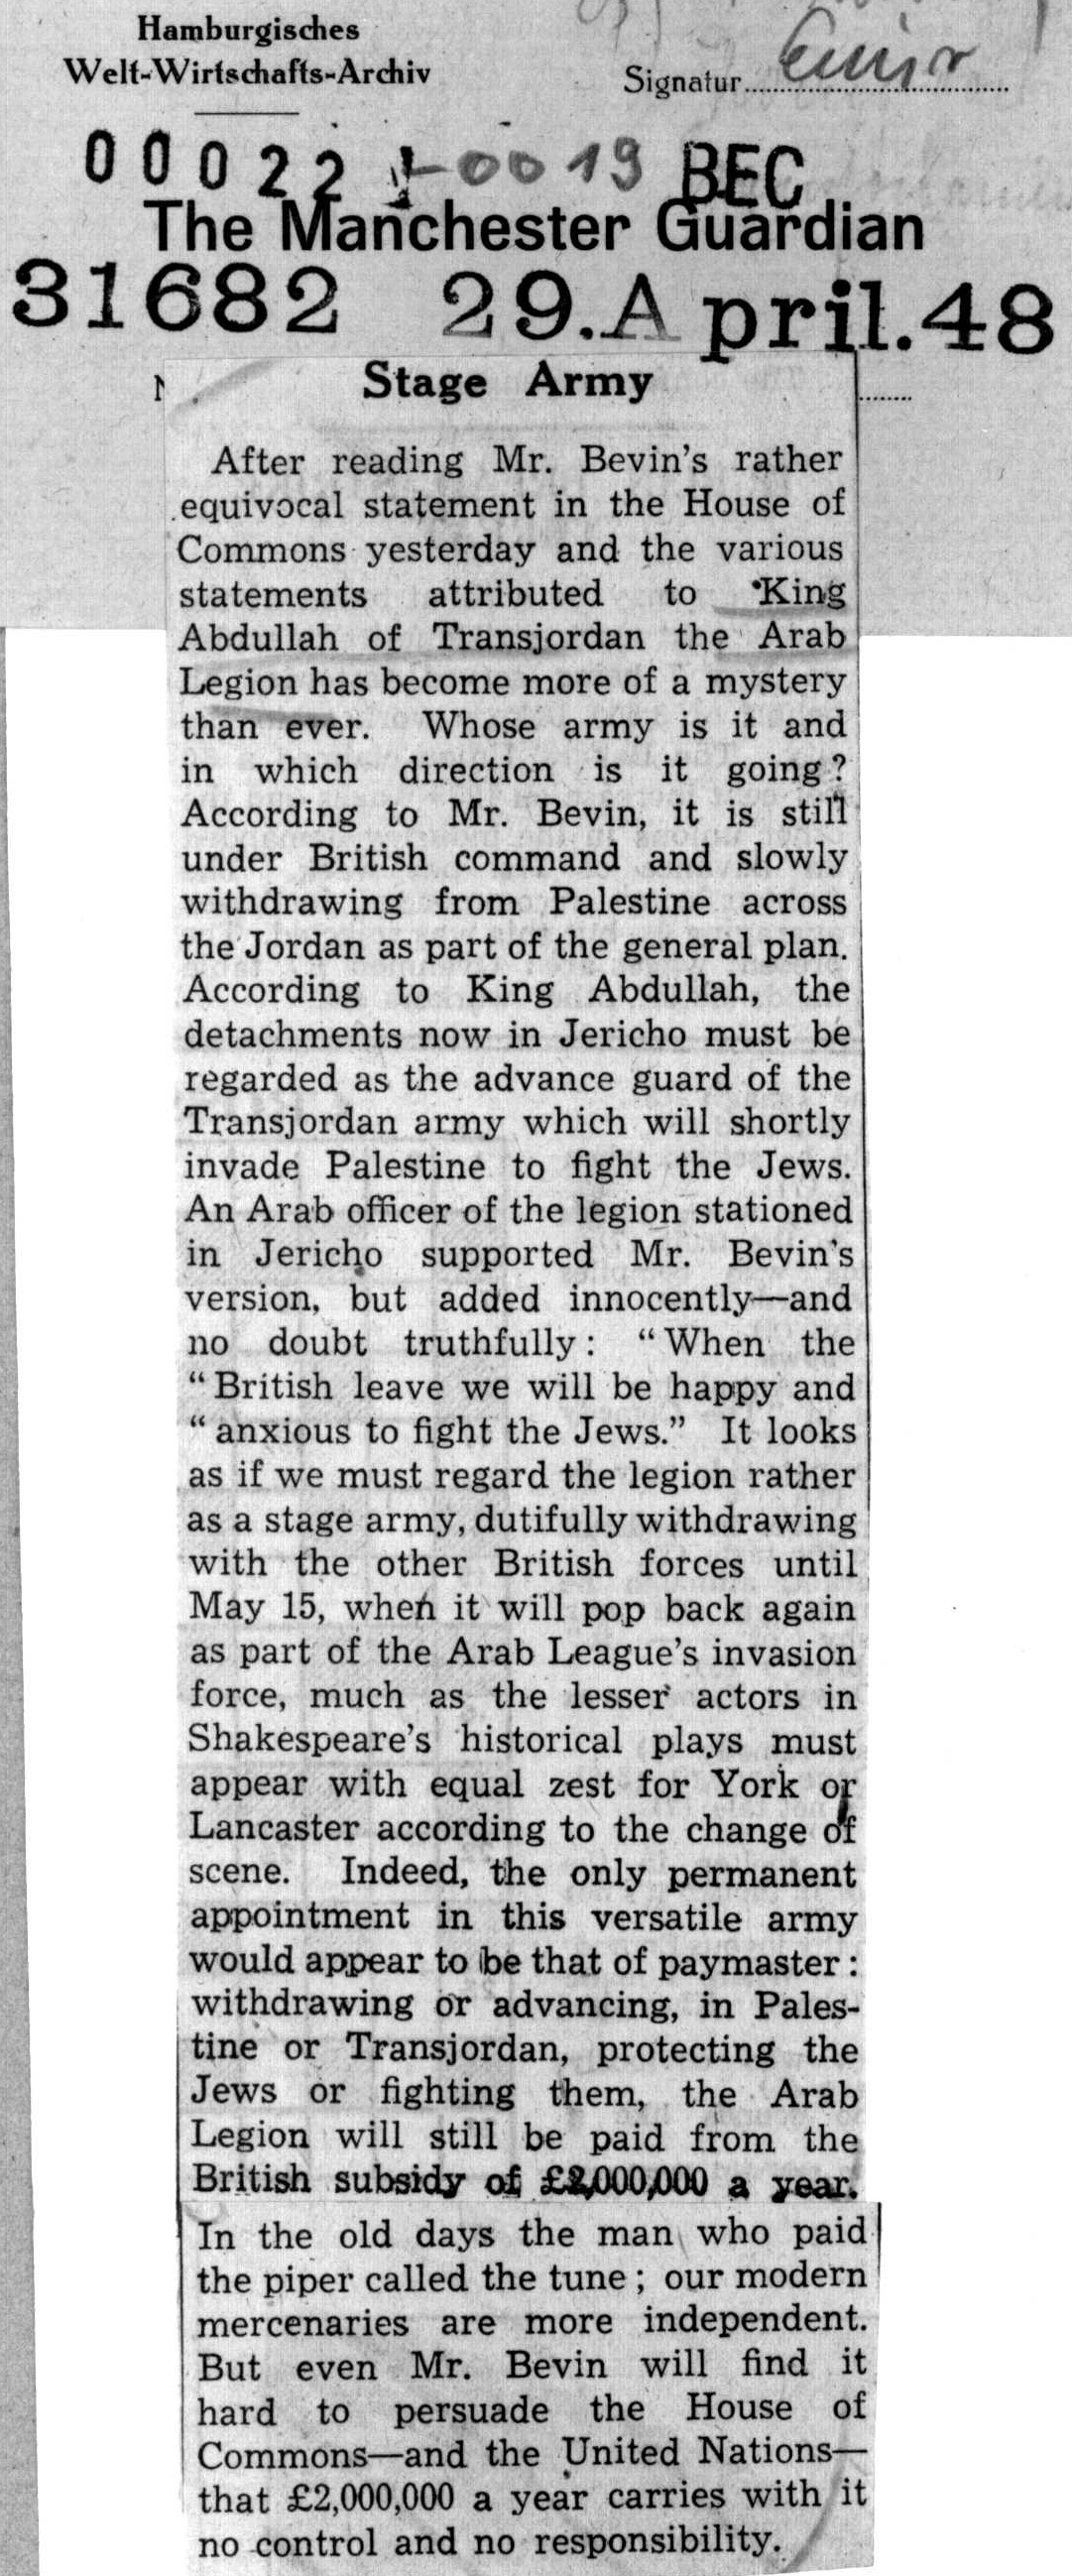 Hamburgisches
Welt-Wirtschafts-Archiv
Signatur
00022 0019 BEC
The Manchester Guardian
31682 29.April.48
Stage Army
After reading Mr. Bevin's rather
equivocal statement in the House of
Commons yesterday and the various
statements attributed to King
Abdullah of Transjordan the Arab
Legion has become more of a mystery
than ever. Whose army is it and
in which direction is it going?
According to Mr. Bevin, it is still
under British command and slowly
withdrawing from Palestine across
the Jordan as part of the general plan.
According to King Abdullah, the
detachments now in Jericho must be
regarded as the advance guard of the
Transjordan army which will shortly
invade Palestine to fight the Jews.
An Arab officer of the legion stationed
in Jericho supported Mr. Bevin's
version, but added innocently—and
no doubt truthfully: "When the
"British leave we will be happy and
"anxious to fight the Jews." It looks
as if we must regard the legion rather
as a stage army, dutifully withdrawing
with the other British forces until
May 15, when it will pop back again
as part of the Arab League's invasion
force, much as the lesser actors in
Shakespeare's historical plays must
appear with equal zest for York or
Lancaster according to the change of
scene. Indeed, the only permanent
appointment in this versatile army
would appear to be that of paymaster:
withdrawing or advancing, in Pales-
tine or Transjordan, protecting the
Jews or fighting them, the Arab
Legion will still be paid from the
British subsidy of £2,000,000 a year.
In the old days the man who paid
the piper called the tune; our modern
mercenaries are more independent.
But even Mr. Bevin will find it
hard to persuade the House of
Commons—and the United Nations—
that £2,000,000 a year carries with it
no control and no responsibility.